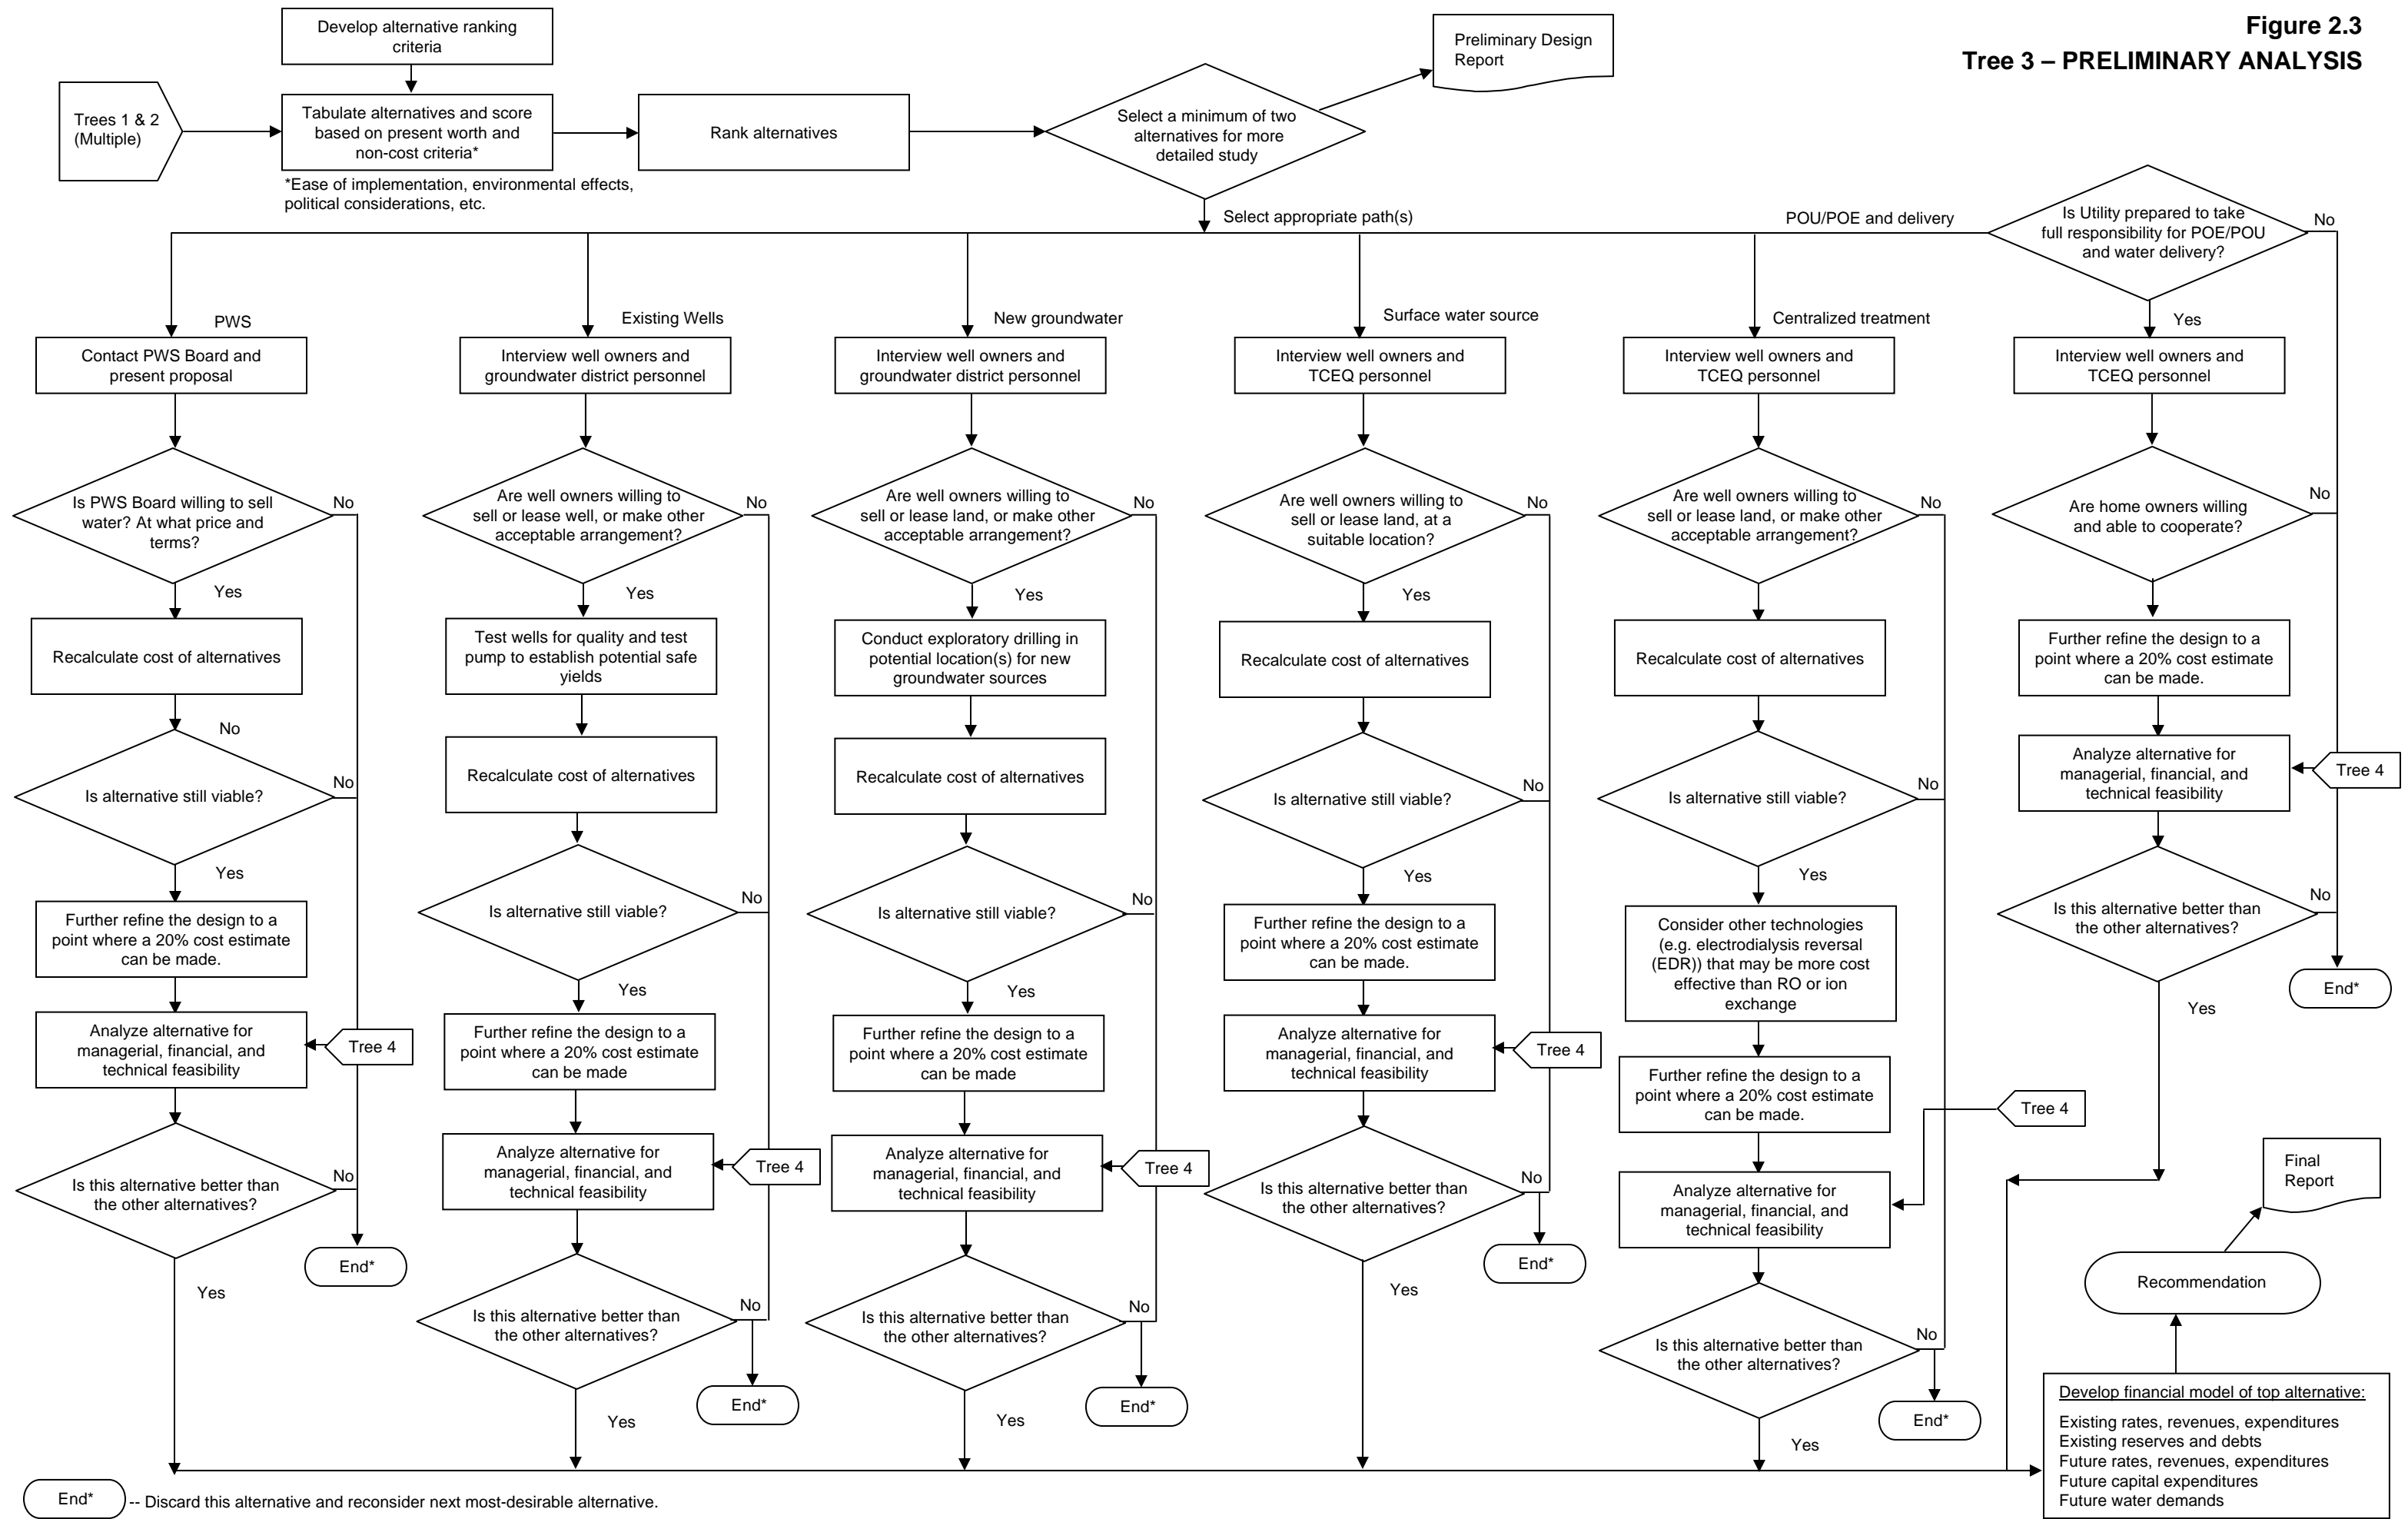 Figure 2.3
Tree 3 – PRELIMINARY ANALYSIS
Develop alternative ranking
criteria
Preliminary Design
Report
Trees 1 & 2
(Multiple)
Tabulate alternatives and score
based on present worth and
non-cost criteria*
Rank alternatives
Select a minimum of two
alternatives for more
detailed study
*Ease of implementation, environmental effects,
political considerations, etc.
Select appropriate path(s)
POU/POE and delivery
Is Utility prepared to take
full responsibility for POE/POU
and water delivery?
No
Yes
PWS
Contact PWS Board and
present proposal
Is PWS Board willing to sell
water? At what price and
terms?
No
Yes
Recalculate cost of alternatives
No
Is alternative still viable?
No
Yes
Further refine the design to a
point where a 20% cost estimate
can be made.
Analyze alternative for
managerial, financial, and
technical feasibility
Tree 4
Is this alternative better than
the other alternatives?
No
End*
Yes
Existing Wells
Interview well owners and
groundwater district personnel
Are well owners willing to
sell or lease well, or make other
acceptable arrangement?
No
Yes
Test wells for quality and test
pump to establish potential safe
yields
Recalculate cost of alternatives
Is alternative still viable?
No
Yes
Further refine the design to a
point where a 20% cost estimate
can be made
Analyze alternative for
managerial, financial, and
technical feasibility
Tree 4
Is this alternative better than
the other alternatives?
No
End*
Yes
New groundwater
Interview well owners and
groundwater district personnel
Are well owners willing to
sell or lease land, or make other
acceptable arrangement?
No
Yes
Conduct exploratory drilling in
potential location(s) for new
groundwater sources
Recalculate cost of alternatives
Is alternative still viable?
No
Yes
Further refine the design to a
point where a 20% cost estimate
can be made
Analyze alternative for
managerial, financial, and
technical feasibility
Tree 4
Is this alternative better than
the other alternatives?
No
End*
Yes
Surface water source
Interview well owners and
TCEQ personnel
Are well owners willing to
sell or lease land, at a
suitable location?
No
Yes
Recalculate cost of alternatives
Is alternative still viable?
No
Yes
Further refine the design to a
point where a 20% cost estimate
can be made.
Analyze alternative for
managerial, financial, and
technical feasibility
Tree 4
Is this alternative better than
the other alternatives?
No
End*
Yes
Centralized treatment
Interview well owners and
TCEQ personnel
Are well owners willing to
sell or lease land, or make other
acceptable arrangement?
No
Recalculate cost of alternatives
Is alternative still viable?
No
Yes
Consider other technologies
(e.g. electrodialysis reversal
(EDR)) that may be more cost
effective than RO or ion
exchange
Further refine the design to a
point where a 20% cost estimate
can be made.
Tree 4
Analyze alternative for
managerial, financial, and
technical feasibility
Is this alternative better than
the other alternatives?
No
End*
Yes
Interview well owners and
TCEQ personnel
Are home owners willing
and able to cooperate?
No
Further refine the design to a
point where a 20% cost estimate
can be made.
Analyze alternative for
managerial, financial, and
technical feasibility
Tree 4
Is this alternative better than
the other alternatives?
No
End*
Yes
Final
Report
Recommendation
Develop financial model of top alternative:
Existing rates, revenues, expenditures
Existing reserves and debts
Future rates, revenues, expenditures
Future capital expenditures
Future water demands
End* -- Discard this alternative and reconsider next most-desirable alternative.